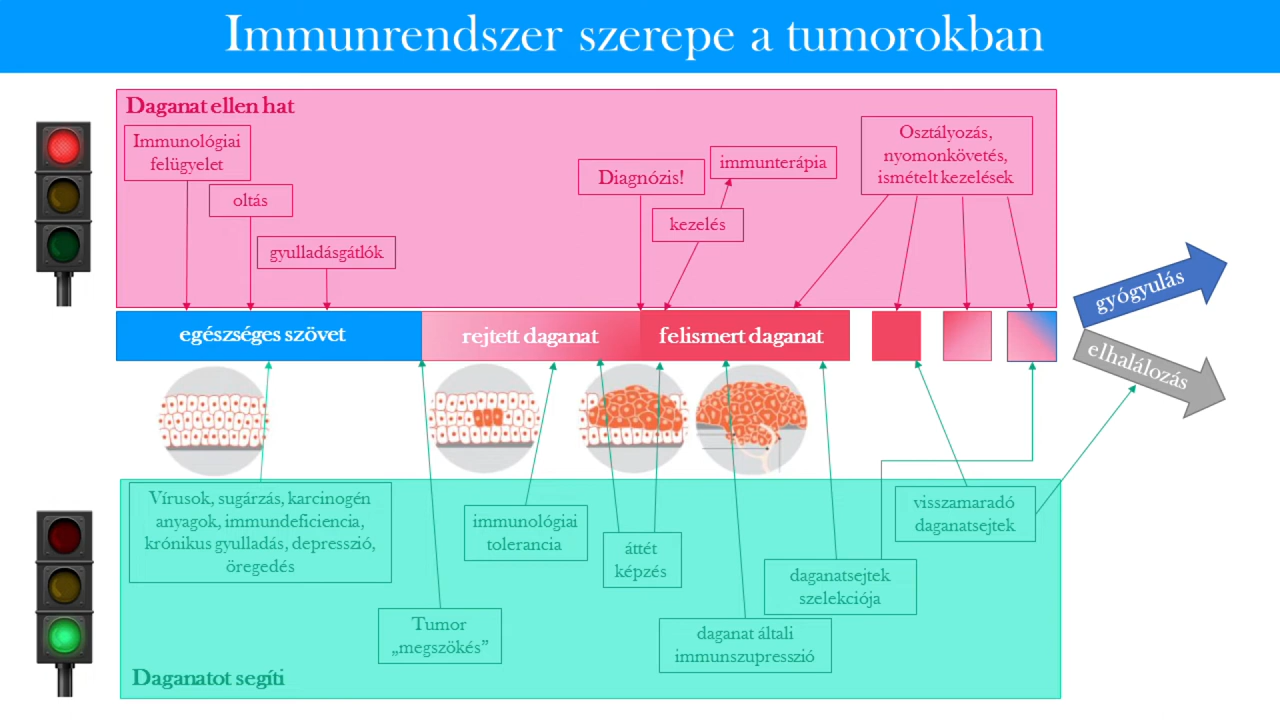 Immunrendszer szerepe a tumorokban
Daganat ellen hat
Immunológiai
felügyelet
oltás
gyulladásgátlók
Diagnózis!
immunterápia
kezelés
Osztályozás,
nyomonkövetés,
ismételt kezelések
egészséges szövet
rejtett daganat
felismert daganat
gyógyulás
elhalálozás
Vírusok, sugárzás, karcinogén
anyagok, immundeficiencia,
krónikus gyulladás, depresszió,
öregedés
Tumor
„megszökés”
immunológiai
tolerancia
áttét
képzés
daganat általi
immunszupresszió
daganatsejtek
szelekciója
visszamaradó
daganatsejtek
Daganatot segíti